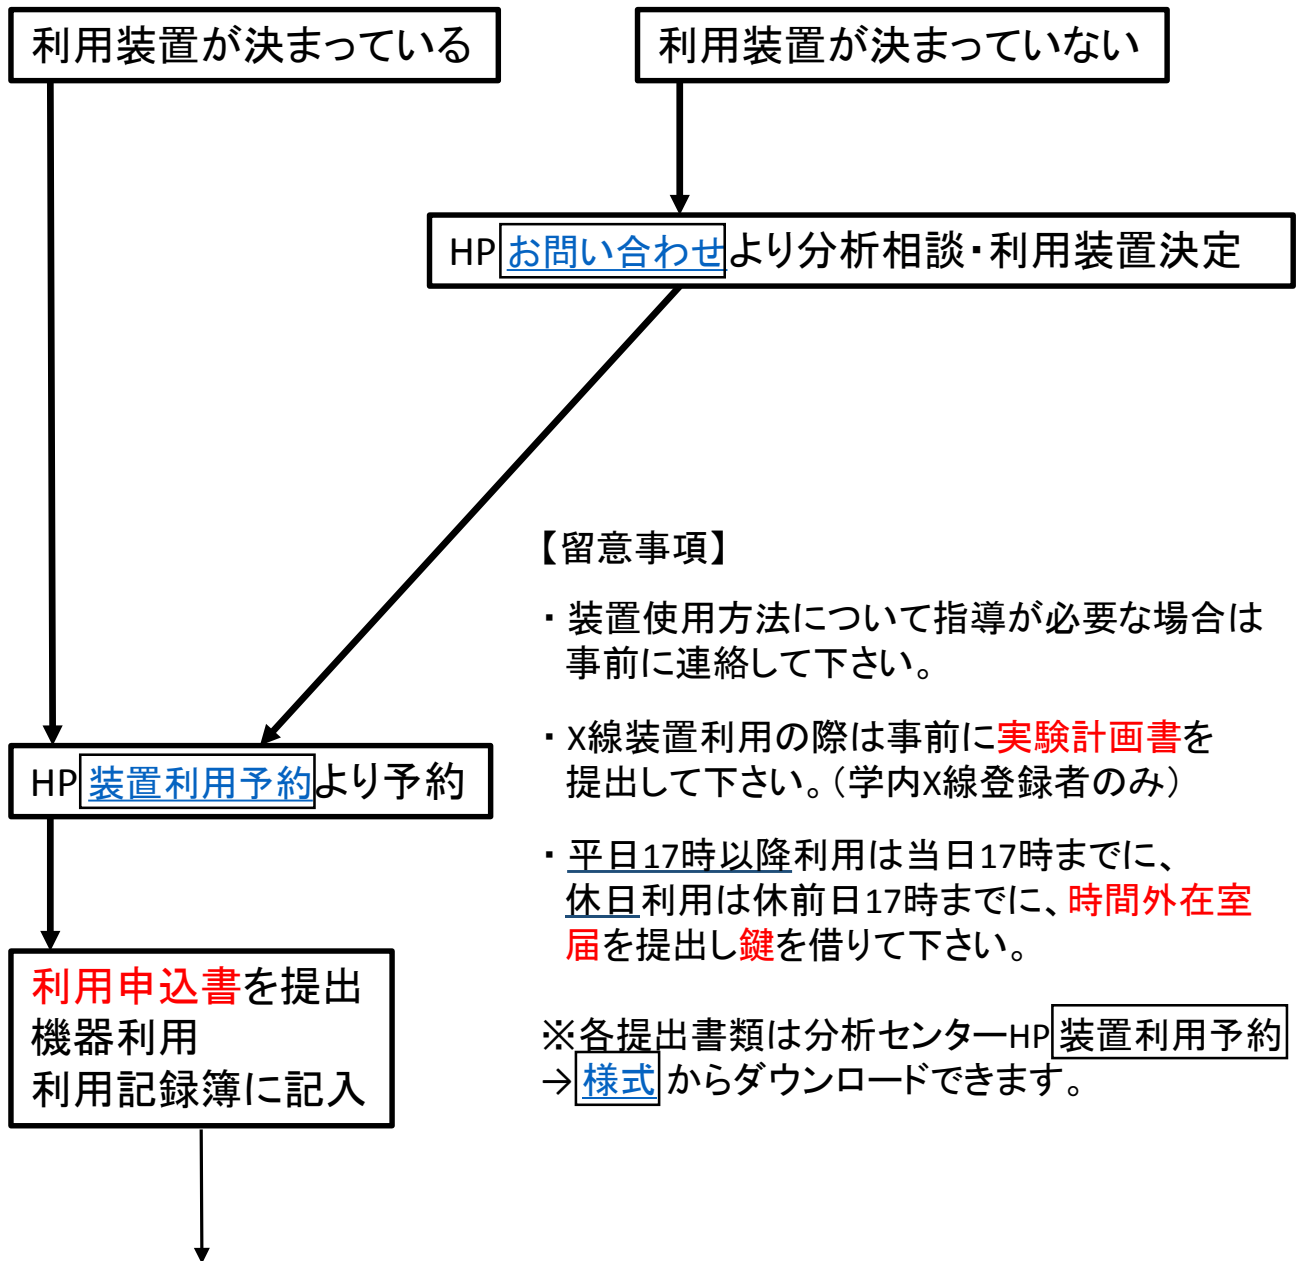 利用装置が決まっている
利用装置が決まっていない
HPお問い合わせより分析相談・利用装置決定
【留意事項】
・装置使用方法について指導が必要な場合は
事前に連絡して下さい。
・X線装置利用の際は事前に実験計画書を
提出して下さい。（学内X線登録者のみ）
HP装置利用予約より予約
・平日17時以降利用は当日17時までに、
休日利用は休前日17時までに、時間外在室
届を提出し鍵を借りて下さい。
利用申込書を提出
機器利用
利用記録簿に記入
※各提出書類は分析センターHP装置利用予約
→様式からダウンロードできます。